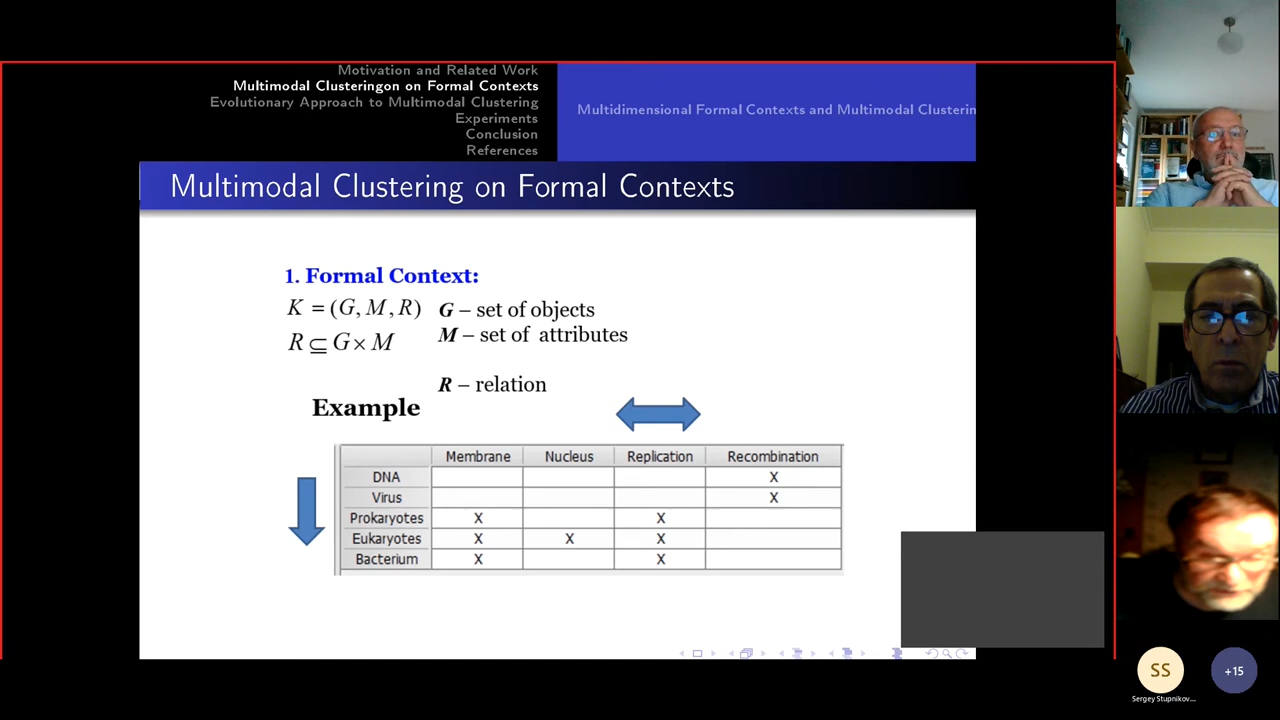 Motivation and Related Work
Multimodal Clusteringon on Formal Contexts
Evolutionary Approach to Multimodal Clustering
Experiments
Conclusion
References
Multidimensional Formal Contexts and Multimodal Clusterin
Multimodal Clustering on Formal Contexts
1. Formal Context:
K = (G, M, R) G – set of objects
R ⊆ G × M M – set of attributes
R – relation
Example
Membrane Nucleus Replication Recombination
DNA X
Virus X
Prokaryotes X X
Eukaryotes X X X
Bacterium X X
SS
+15
Sergey Stupnikov...